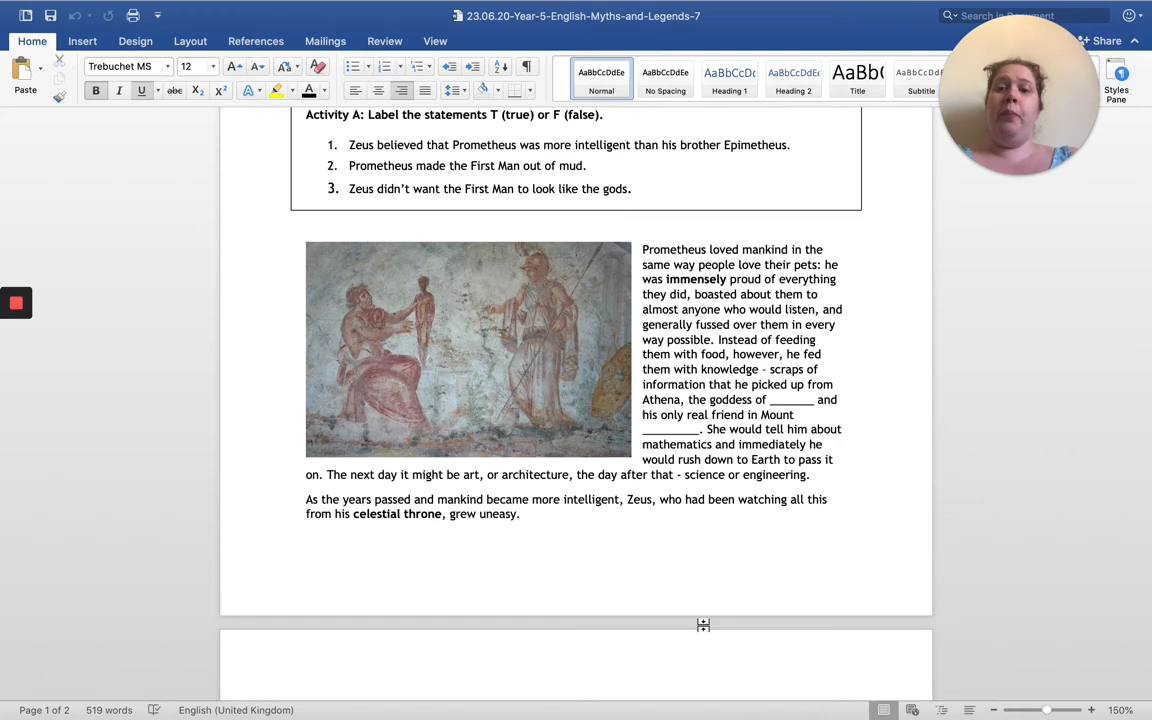 23.06.20-Year-5-English-Myths-and-Legends-7
Search in Document
Home Insert Design Layout References Mailings Review View
Share
Paste
Trebuchet MS 12
AaBbCcDdEe AaBbCcDdEe AaBbCcDc AaBbCcDdEe AaBb( AaBbCcDdEe
Normal No Spacing Heading 1 Heading 2 Title Subtitle
Styles
Pane
Activity A: Label the statements T (true) or F (false).
1. Zeus believed that Prometheus was more intelligent than his brother Epimetheus.
2. Prometheus made the First Man out of mud.
3. Zeus didn't want the First Man to look like the gods.
Prometheus loved mankind in the
same way people love their pets: he
was immensely proud of everything
they did, boasted about them to
almost anyone who would listen, and
generally fussed over them in every
way possible. Instead of feeding
them with food, however, he fed
them with knowledge - scraps of
information that he picked up from
Athena, the goddess of _______ and
his only real friend in Mount
_________. She would tell him about
mathematics and immediately he
would rush down to Earth to pass it
on. The next day it might be art, or architecture, the day after that - science or engineering.
As the years passed and mankind became more intelligent, Zeus, who had been watching all this
from his celestial throne, grew uneasy.
Page 1 of 2 519 words English (United Kingdom) 150%